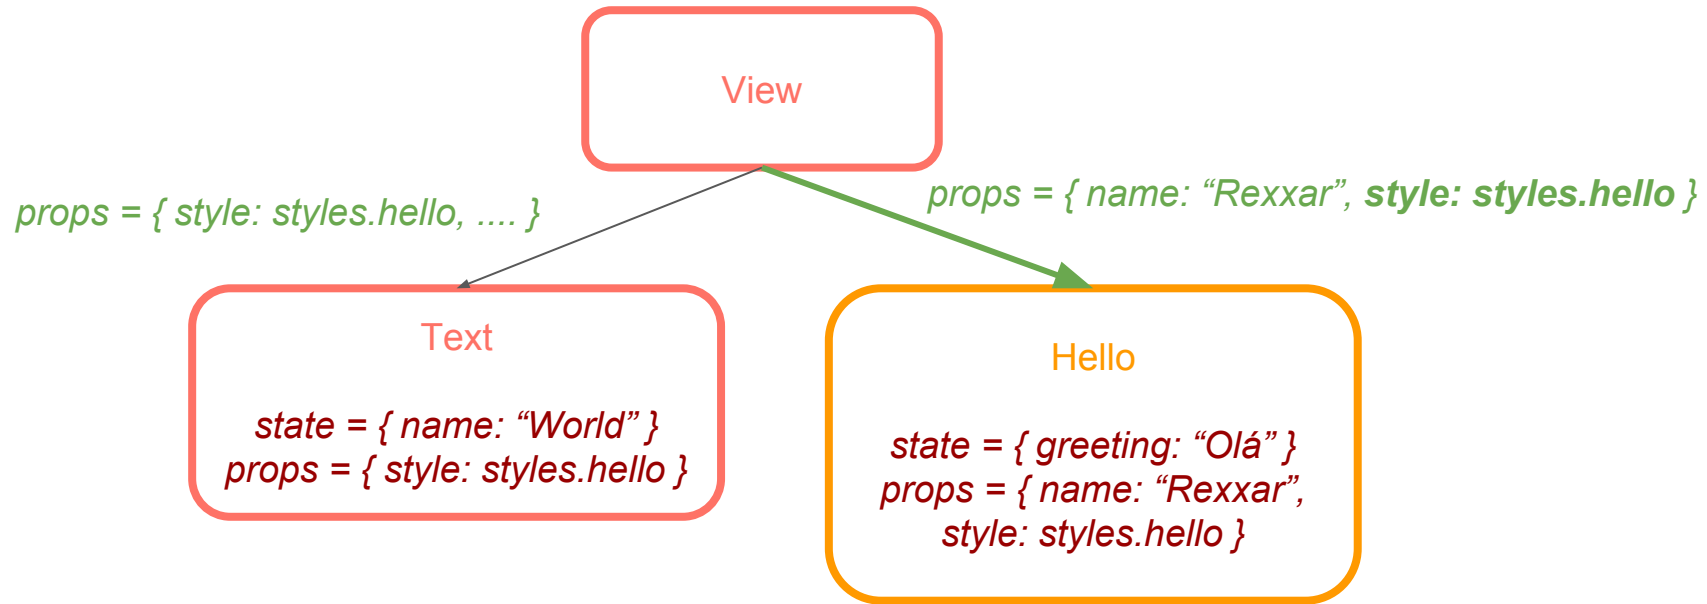 View
props = { style: styles.hello, .... }
props = { name: “Rexxar”, style: styles.hello }
Text
state = { name: “World” }
props = { style: styles.hello }
Hello
state = { greeting: “Olá” }
props = { name: “Rexxar”,
style: styles.hello }